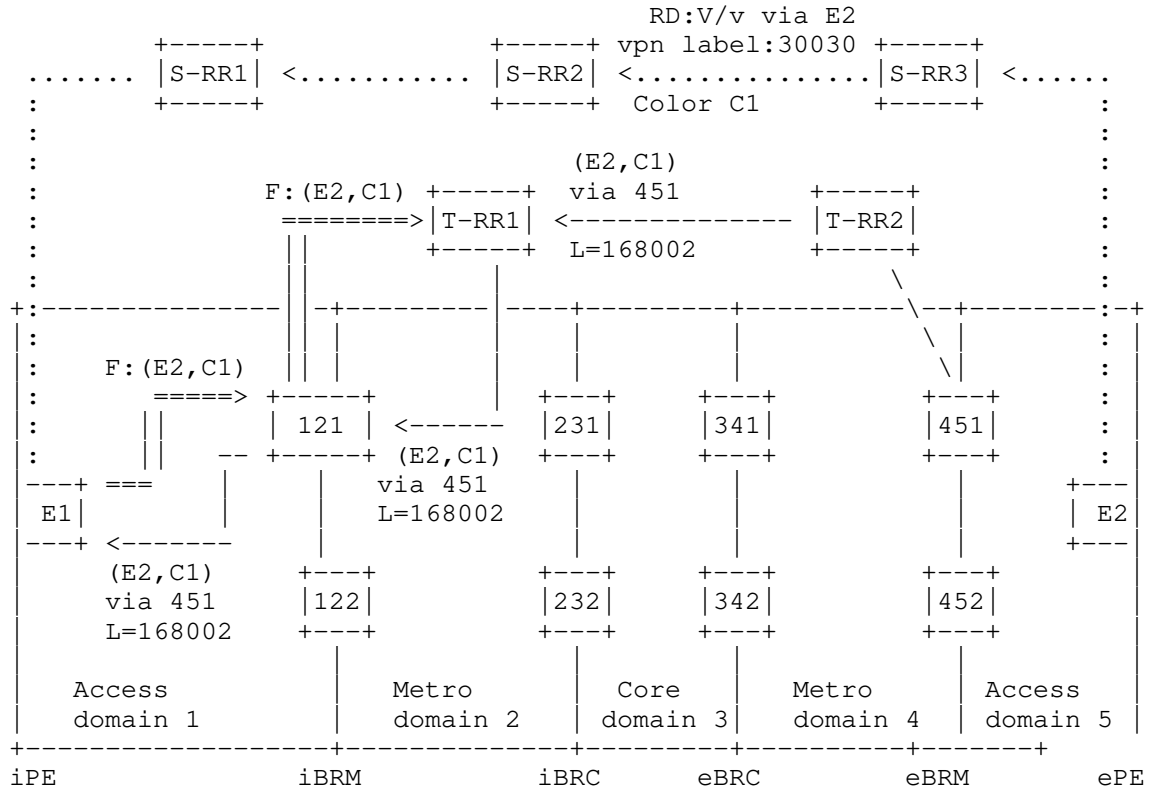 RD:V/v via E2
+-----+ +-----+ vpn label:30030 +-----+
....... |S-RR1| <........... |S-RR2| <...............|S-RR3| <......
: +-----+ +-----+ Color C1 +-----+ :
: :
: (E2,C1) :
: F:(E2,C1) +-----+ via 451 +-----+ :
: ========>|T-RR1| <-------------- |T-RR2| :
: || +-----+ L=168002 +-----+ :
: || | \ :
+:---------------||-+---------|----+--------+----------\--+--------:-+
|: || | | | | \ | : |
|: F:(E2,C1) || | | | | \ | : |
|: =====> +-----+ | +---+ +---+ +---+ : |
|: || | 121 | <------ |231| |341| |451| : |
|: || -- +-----+ (E2,C1) +---+ +---+ +---+ : |
|---+ === | | via 451 | | | +---|
| E1| | | L=168002 | | | | E2|
|---+ <------- | | | | +---|
| (E2,C1) +---+ +---+ +---+ +---+ |
| via 451 |122| |232| |342| |452| |
| L=168002 +---+ +---+ +---+ +---+ |
| | | | | |
| Access | Metro | Core | Metro | Access |
| domain 1 | domain 2 | domain 3| domain 4 | domain 5 |
+-------------------+--------------+---------+----------+-------+
iPE iBRM iBRC eBRC eBRM ePE